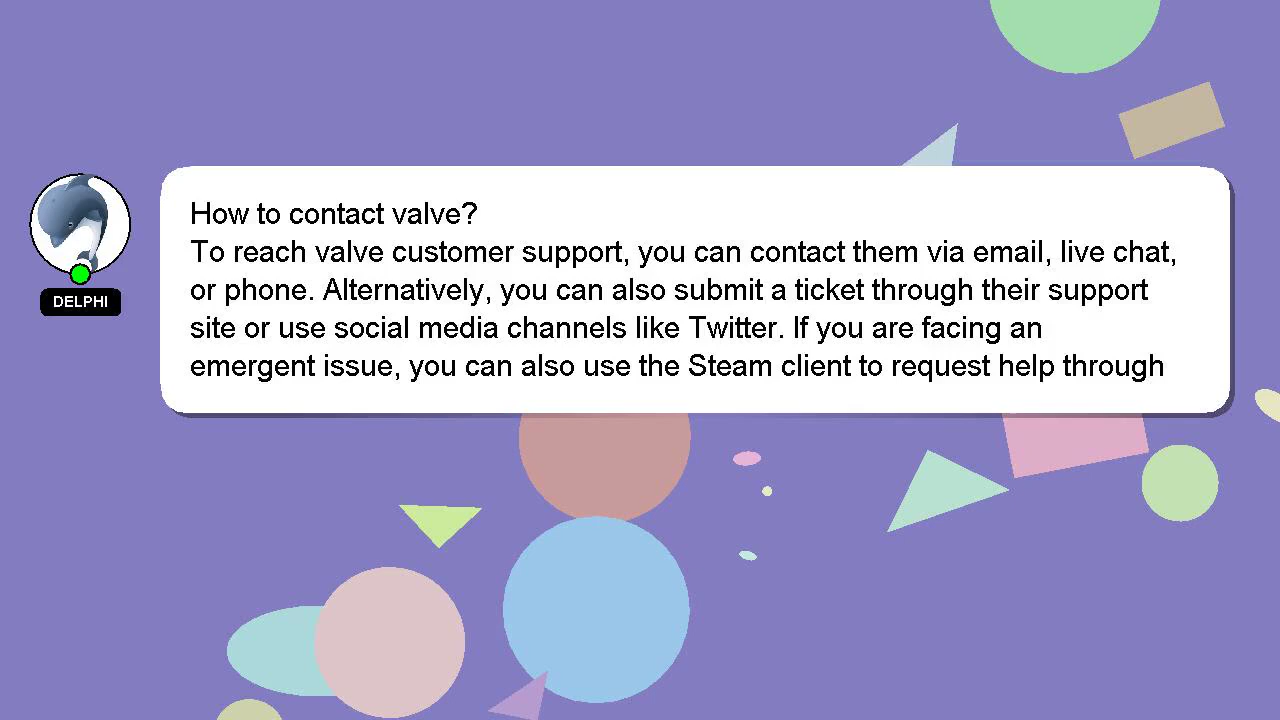 How to contact valve?
To reach valve customer support, you can contact them via email, live chat,
or phone. Alternatively, you can also submit a ticket through their support
site or use social media channels like Twitter. If you are facing an
emergent issue, you can also use the Steam client to request help through
DELPHI